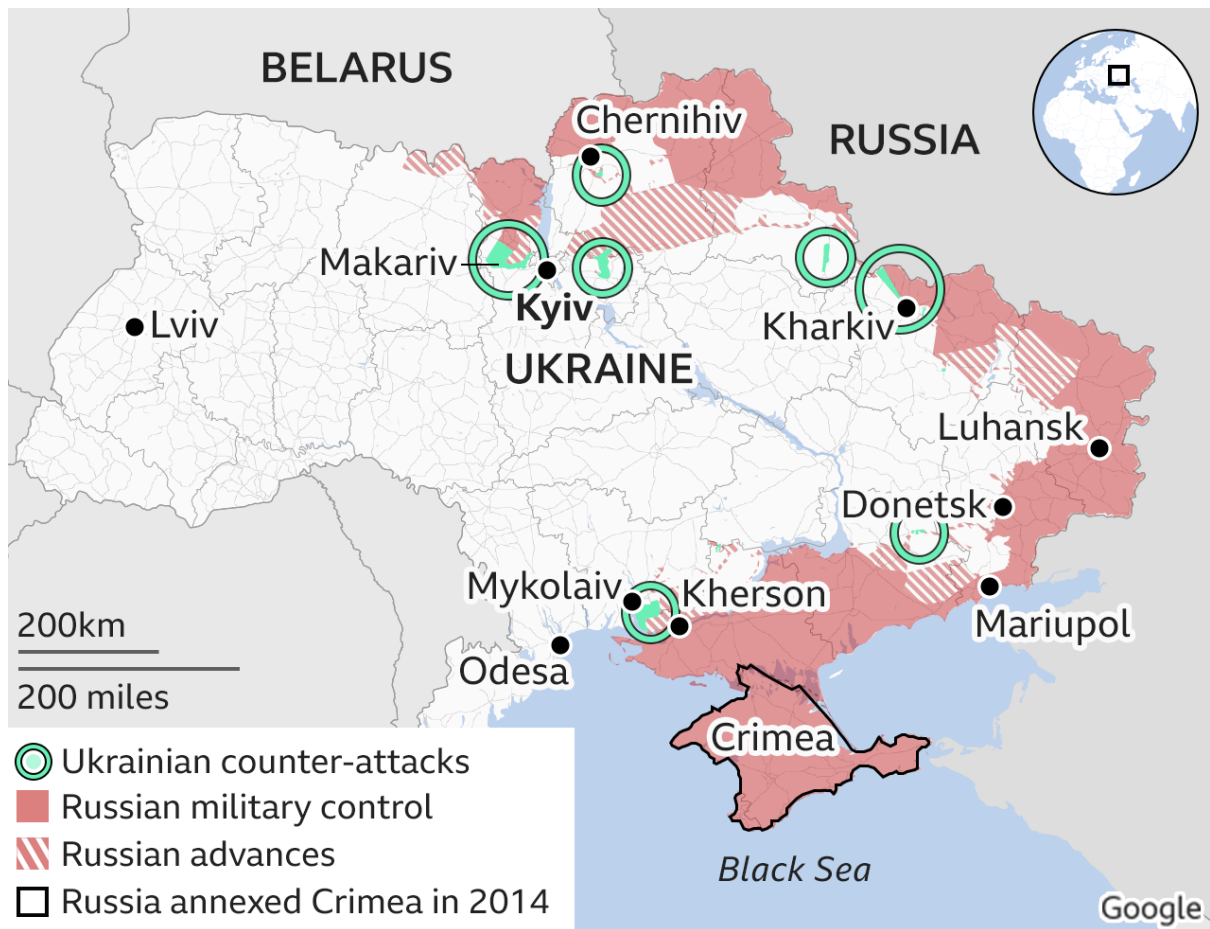 BELARUS
Chernihiv
RUSSIA
Makariv
Kyiv
Lviv
Kharkiv
UKRAINE
Luhansk
Donetsk
Mykolaiv
Kherson
Mariupol
Odesa
200km
200 miles
Crimea
Ukrainian counter-attacks
Russian military control
Russian advances
Russia annexed Crimea in 2014
Black Sea
Google